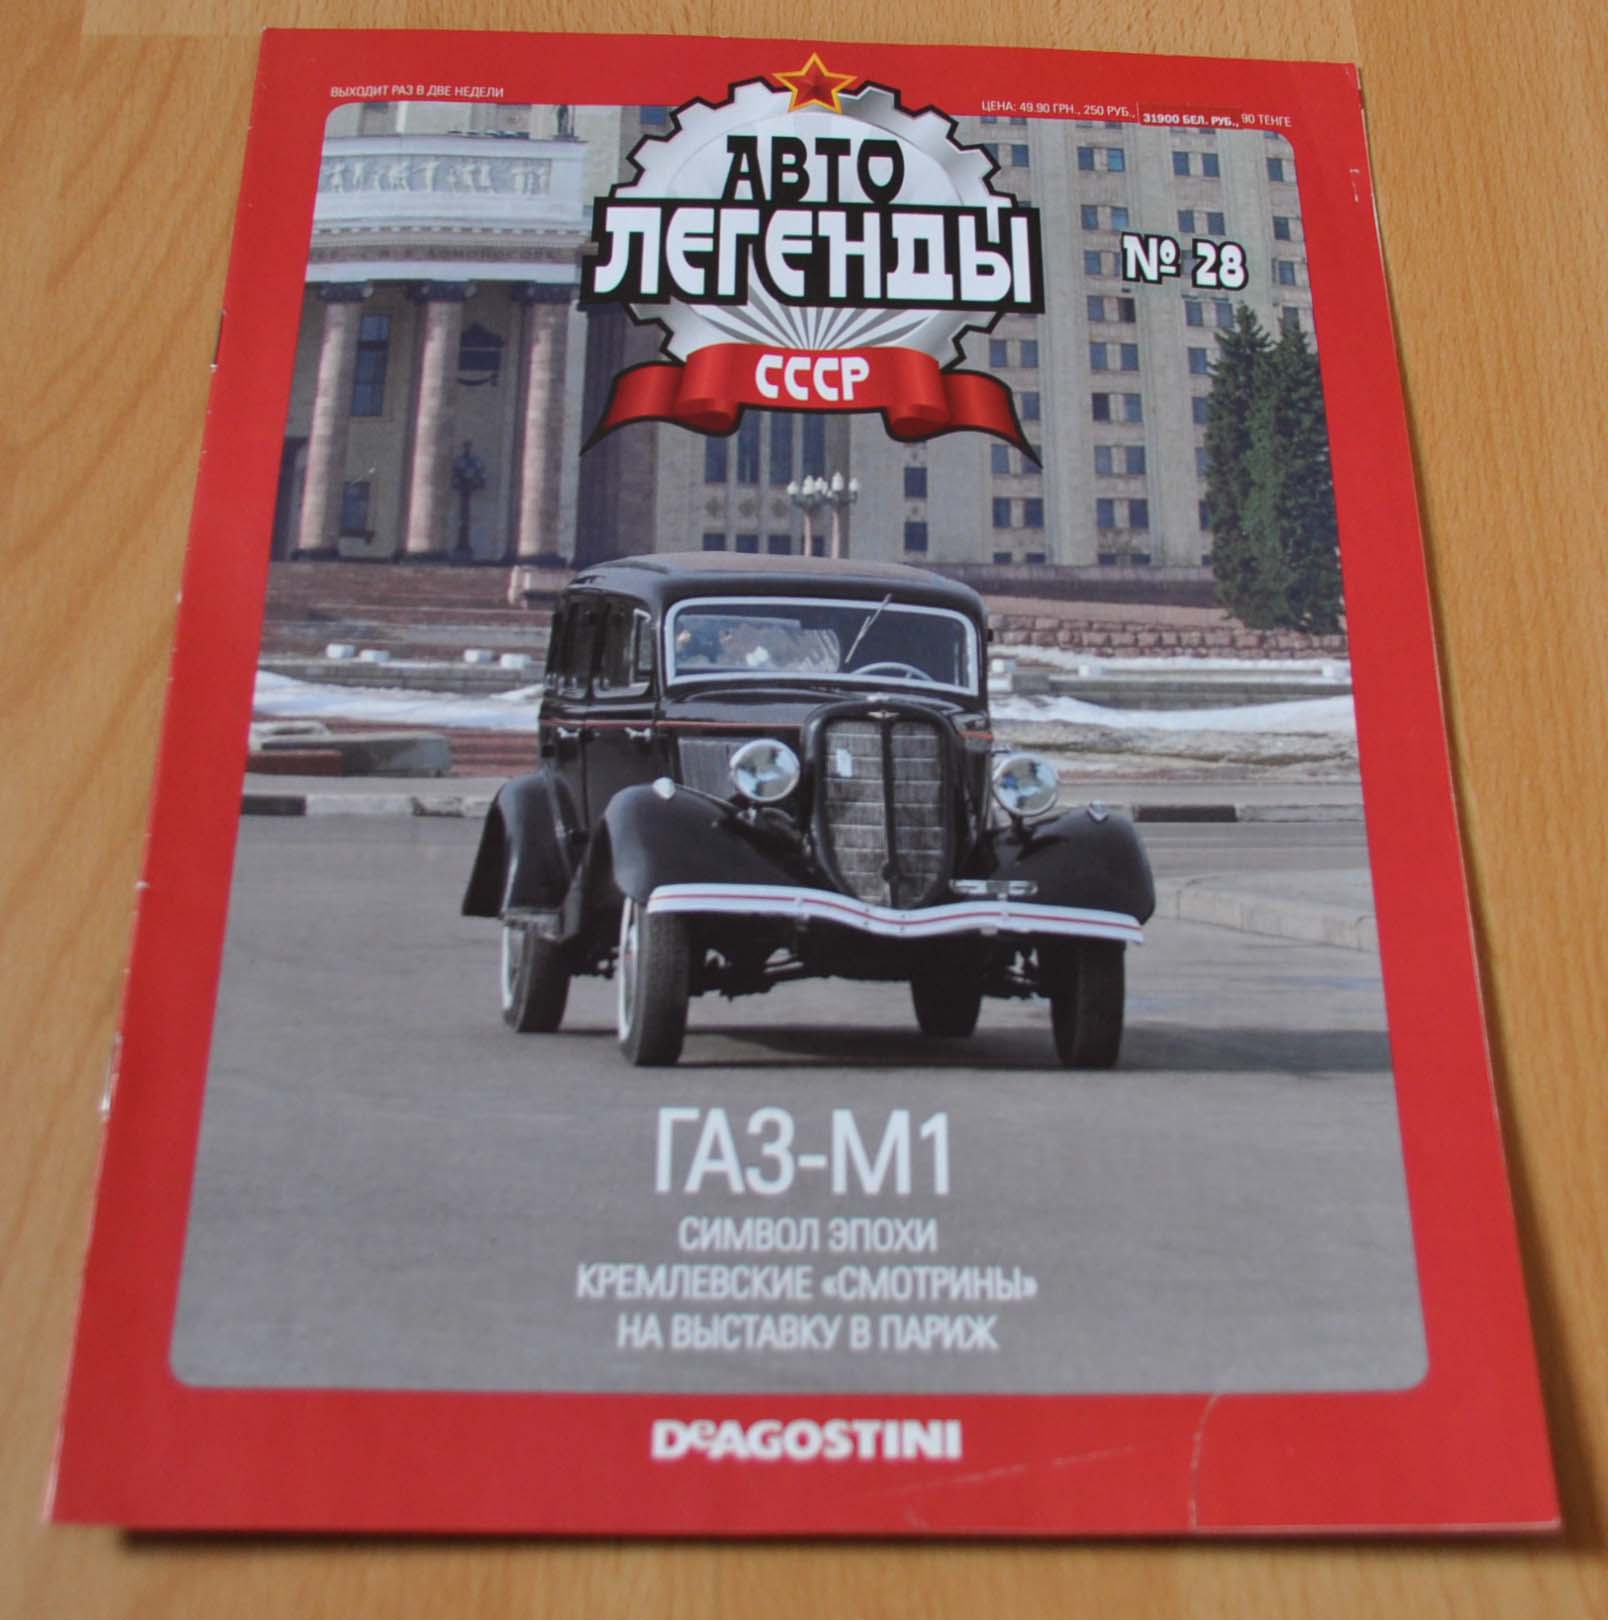 ВЫХОДИТ РАЗ В ДВЕ НЕДЕЛИ
ЦЕНА: 49.90 ГРН., 250 РУБ., 31900 БЕЛ. РУБ., 90 ТЕНГЕ
АВТО
ЛЕГЕНДЫ
СССР
№ 28
ГАЗ-М1
СИМВОЛ ЭПОХИ
КРЕМЛЕВСКИЕ «СМОТРИНЫ»
НА ВЫСТАВКУ В ПАРИЖ
DeAGOSTINI